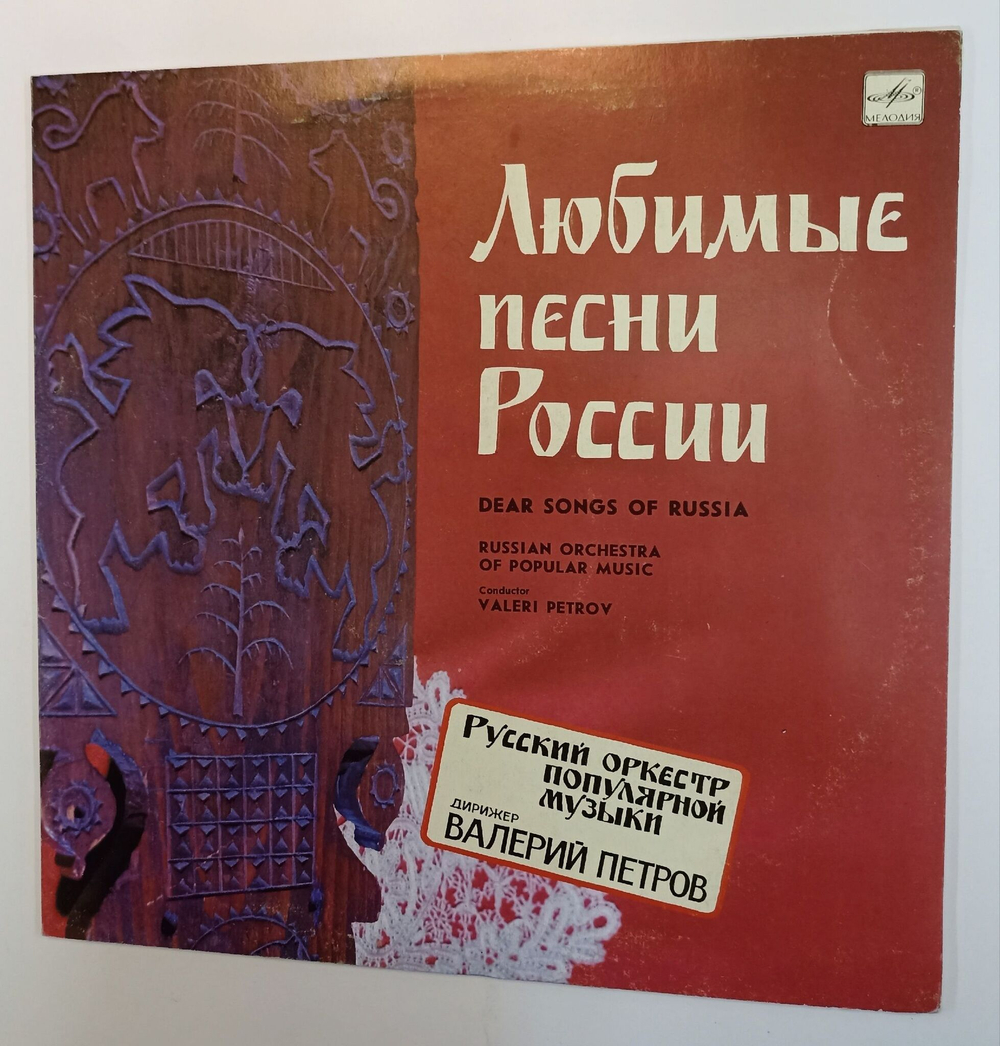 МЕЛОДИЯ
Любимые
песни
России
DEAR SONGS OF RUSSIA
RUSSIAN ORCHESTRA
OF POPULAR MUSIC
Conductor
VALERI PETROV
Русский оркестр
популярной
музыки
ДИРИЖЕР
ВАЛЕРИЙ ПЕТРОВ